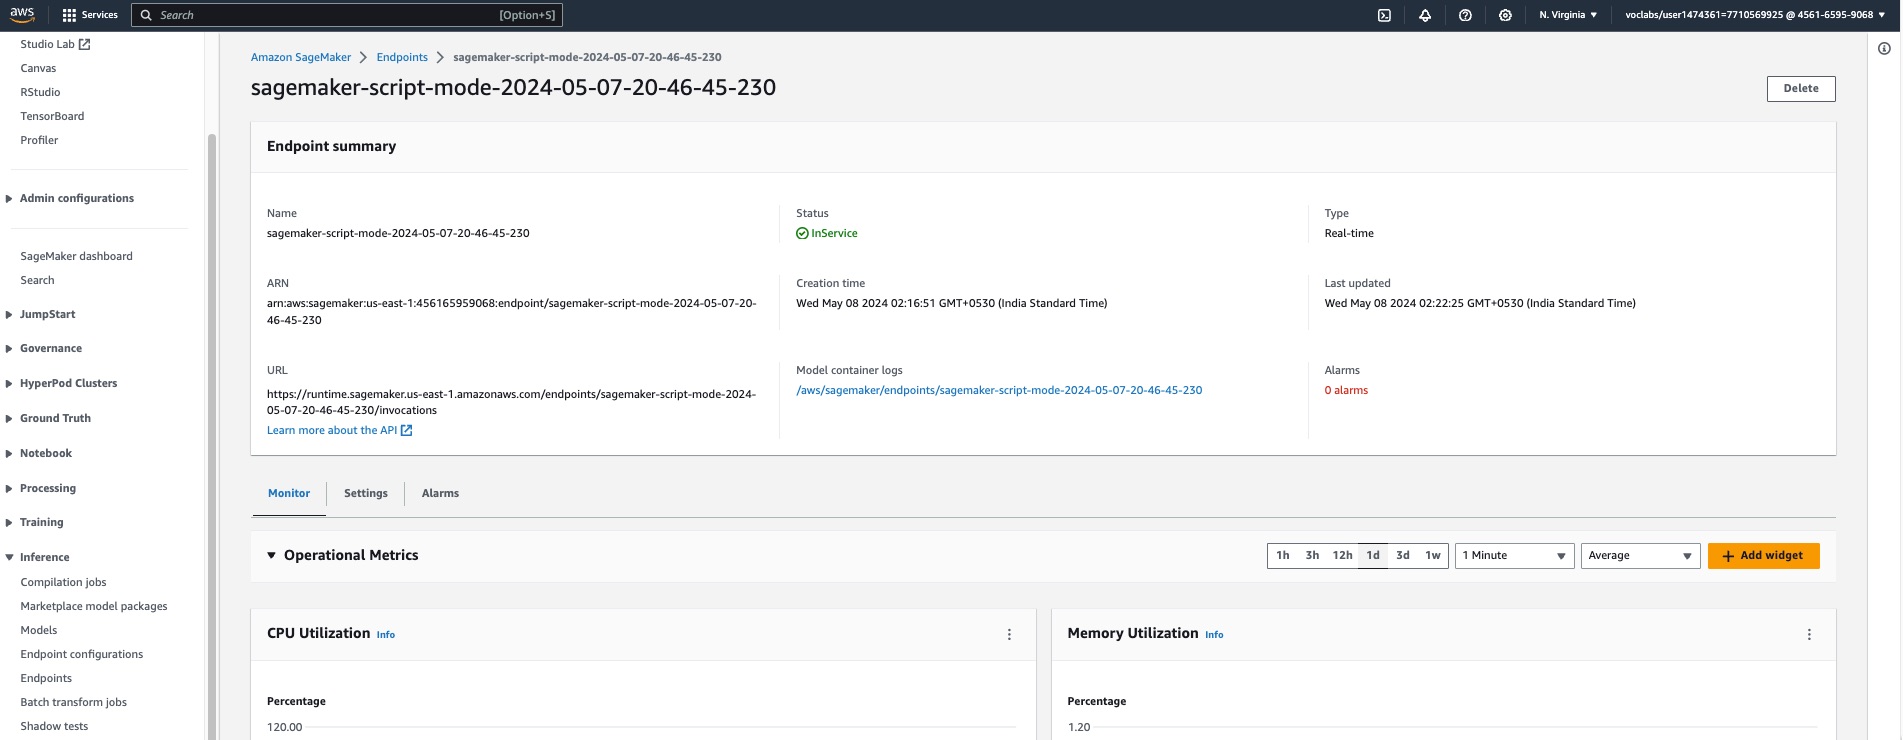 aws
Services
Search
[Option+S]
N. Virginia
voclabs/user1474361=7710569925 @ 4561-6595-9068
Studio Lab
Canvas
RStudio
TensorBoard
Profiler
Admin configurations
SageMaker dashboard
Search
JumpStart
Governance
HyperPod Clusters
Ground Truth
Notebook
Processing
Training
Inference
Compilation jobs
Marketplace model packages
Models
Endpoint configurations
Endpoints
Batch transform jobs
Shadow tests
Amazon SageMaker > Endpoints > sagemaker-script-mode-2024-05-07-20-46-45-230
sagemaker-script-mode-2024-05-07-20-46-45-230
Delete
Endpoint summary
Name
sagemaker-script-mode-2024-05-07-20-46-45-230
Status
InService
Type
Real-time
ARN
arn:aws:sagemaker:us-east-1:456165959068:endpoint/sagemaker-script-mode-2024-05-07-20-
46-45-230
Creation time
Wed May 08 2024 02:16:51 GMT+0530 (India Standard Time)
Last updated
Wed May 08 2024 02:22:25 GMT+0530 (India Standard Time)
URL
https://runtime.sagemaker.us-east-1.amazonaws.com/endpoints/sagemaker-script-mode-2024-
05-07-20-46-45-230/invocations
Learn more about the API
Model container logs
/aws/sagemaker/endpoints/sagemaker-script-mode-2024-05-07-20-46-45-230
Alarms
0 alarms
Monitor
Settings
Alarms
Operational Metrics
1h 3h 12h 1d 3d 1w
1 Minute
Average
Add widget
CPU Utilization Info
Percentage
120.00
Memory Utilization Info
Percentage
1.20